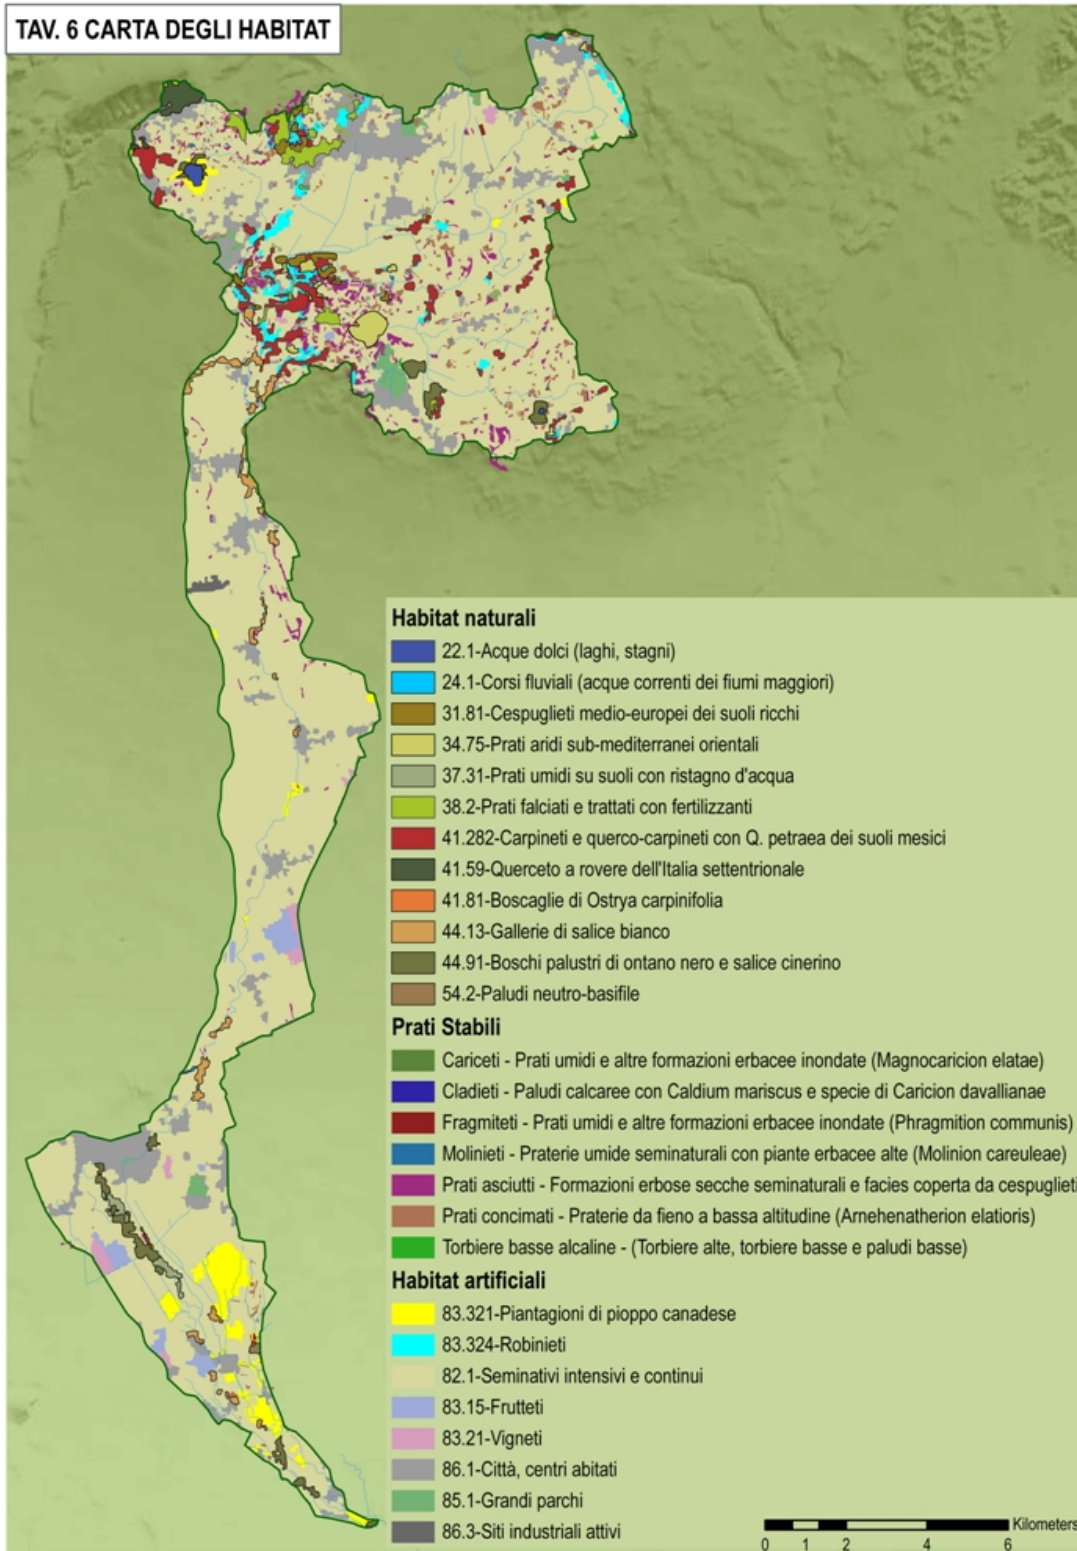 TAV. 6 CARTA DEGLI HABITAT
Habitat naturali
22.1-Acque dolci (laghi, stagni)
24.1-Corsi fluviali (acque correnti dei fiumi maggiori)
31.81-Cespuglieti medio-europei dei suoli ricchi
34.75-Prati aridi sub-mediterranei orientali
37.31-Prati umidi su suoli con ristagno d'acqua
38.2-Prati falciati e trattati con fertilizzanti
41.282-Carpineti e querco-carpineti con Q. petraea dei suoli mesici
41.59-Querceto a rovere dell'Italia settentrionale
41.81-Boscaglie di Ostrya carpinifolia
44.13-Gallerie di salice bianco
44.91-Boschi palustri di ontano nero e salice cinerino
54.2-Paludi neutro-basifile
Prati Stabili
Cariceti - Prati umidi e altre formazioni erbacee inondate (Magnocaricion elatae)
Cladieti - Paludi calcaree con Caldium mariscus e specie di Caricion davallianae
Fragmiteti - Prati umidi e altre formazioni erbacee inondate (Phragmition communis)
Molinieti - Praterie umide seminaturali con piante erbacee alte (Molinion careuleae)
Prati asciutti - Formazioni erbose secche seminaturali e facies coperta da cespuglieti
Prati concimati - Praterie da fieno a bassa altitudine (Arnehenatherion elatioris)
Torbiere basse alcaline - (Torbiere alte, torbiere basse e paludi basse)
Habitat artificiali
83.321-Piantagioni di pioppo canadese
83.324-Robinieti
82.1-Seminativi intensivi e continui
83.15-Frutteti
83.21-Vigneti
86.1-Città, centri abitati
85.1-Grandi parchi
86.3-Siti industriali attivi
Kilometers
0 1 2 4 6